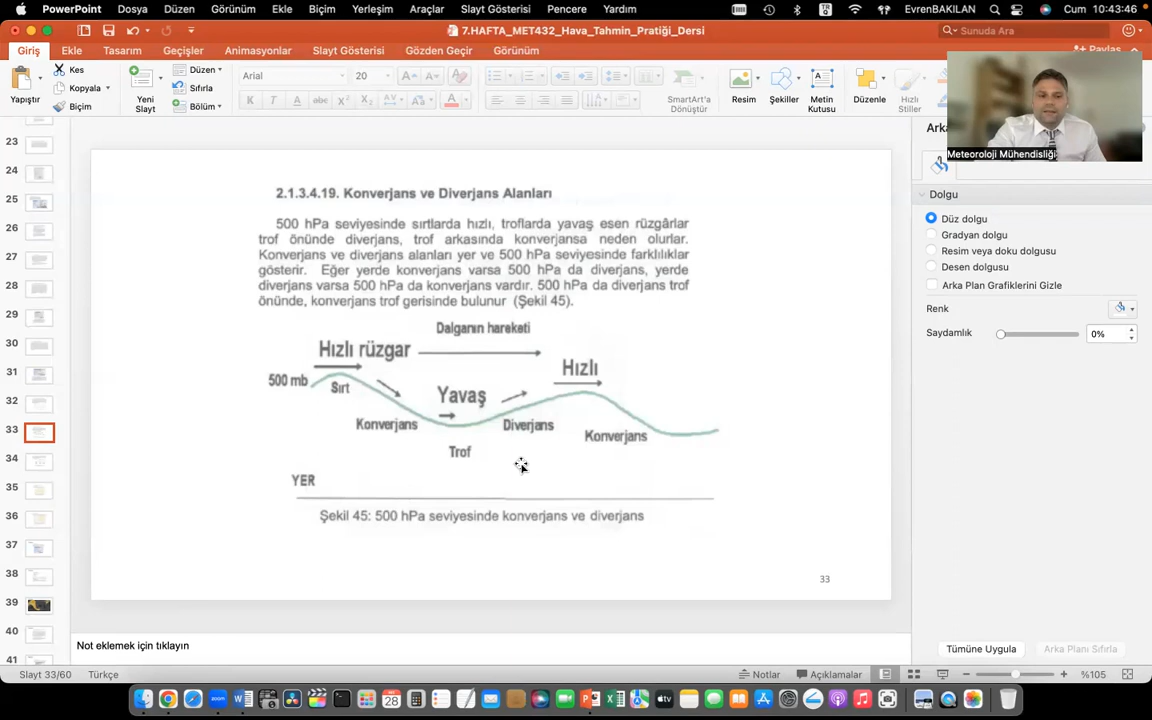 PowerPoint Dosya Düzen Görünüm Ekle Biçim Yerleşim Araçlar Slayt Gösterisi Pencere Yardım TR A EvrenBAKILAN Cum 10:43:46
7.HAFTA_MET432_Hava_Tahmin_Pratiği_Dersi
Sunuda Ara
Giriş Ekle Tasarım Geçişler Animasyonlar Slayt Gösterisi Gözden Geçir Görünüm
Paylaş
Yapıştır
Kes
Kopyala
Biçim
Yeni
Slayt
Düzen
Sıfırla
Bölüm
Arial 20
K T A abc
SmartArt'a
Dönüştür
Resim
Şekiller
Metin
Kutusu
Düzenle
Hızlı
Stiller
Meteoroloji Mühendisliği
Arka
Dolgu
Düz dolgu
Gradyan dolgu
Resim veya doku dolgusu
Desen dolgusu
Arka Plan Grafiklerini Gizle
Renk
Saydamlık 0%
Tümüne Uygula Arka Planı Sıfırla
23
24
25
26
27
28
29
30
31
32
33
34
35
36
37
38
39
40
41
2.1.3.4.19. Konverjans ve Diverjans Alanları
500 hPa seviyesinde sırtlarda hızlı, troflarda yavaş esen rüzgârlar
trof önünde diverjans, trof arkasında konverjansa neden olurlar.
Konverjans ve diverjans alanları yer ve 500 hPa seviyesinde farklılıklar
gösterir. Eğer yerde konverjans varsa 500 hPa da diverjans, yerde
diverjans varsa 500 hPa da konverjans vardır. 500 hPa da diverjans trof
önünde, konverjans trof gerisinde bulunur (Şekil 45).
Dalganın hareketi
Hızlı rüzgar
Hızlı
500 mb
Sırt
Yavaş
Konverjans
Diverjans
Konverjans
Trof
YER
Şekil 45: 500 hPa seviyesinde konverjans ve diverjans
33
Not eklemek için tıklayın
Slayt 33/60 Türkçe Notlar Açıklamalar %105
zoom
28